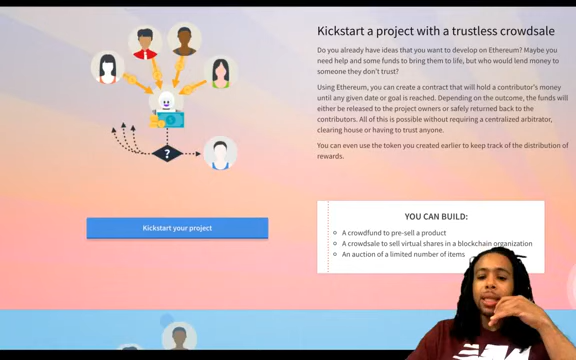 Kickstart a project with a trustless crowdsale
Do you already have ideas that you want to develop on Ethereum? Maybe you
need help and some funds to bring them to life, but who would lend money to
someone they don't trust?
Using Ethereum, you can create a contract that will hold a contributor's money
until any given date or goal is reached. Depending on the outcome, the funds will
either be released to the project owners or safely returned back to the
contributors. All of this is possible without requiring a centralized arbitrator,
clearing house or having to trust anyone.
You can even use the token you created earlier to keep track of the distribution of
rewards.
?
Kickstart your project
YOU CAN BUILD:
A crowdfund to pre-sell a product
A crowdsale to sell virtual shares in a blockchain organization
An auction of a limited number of items